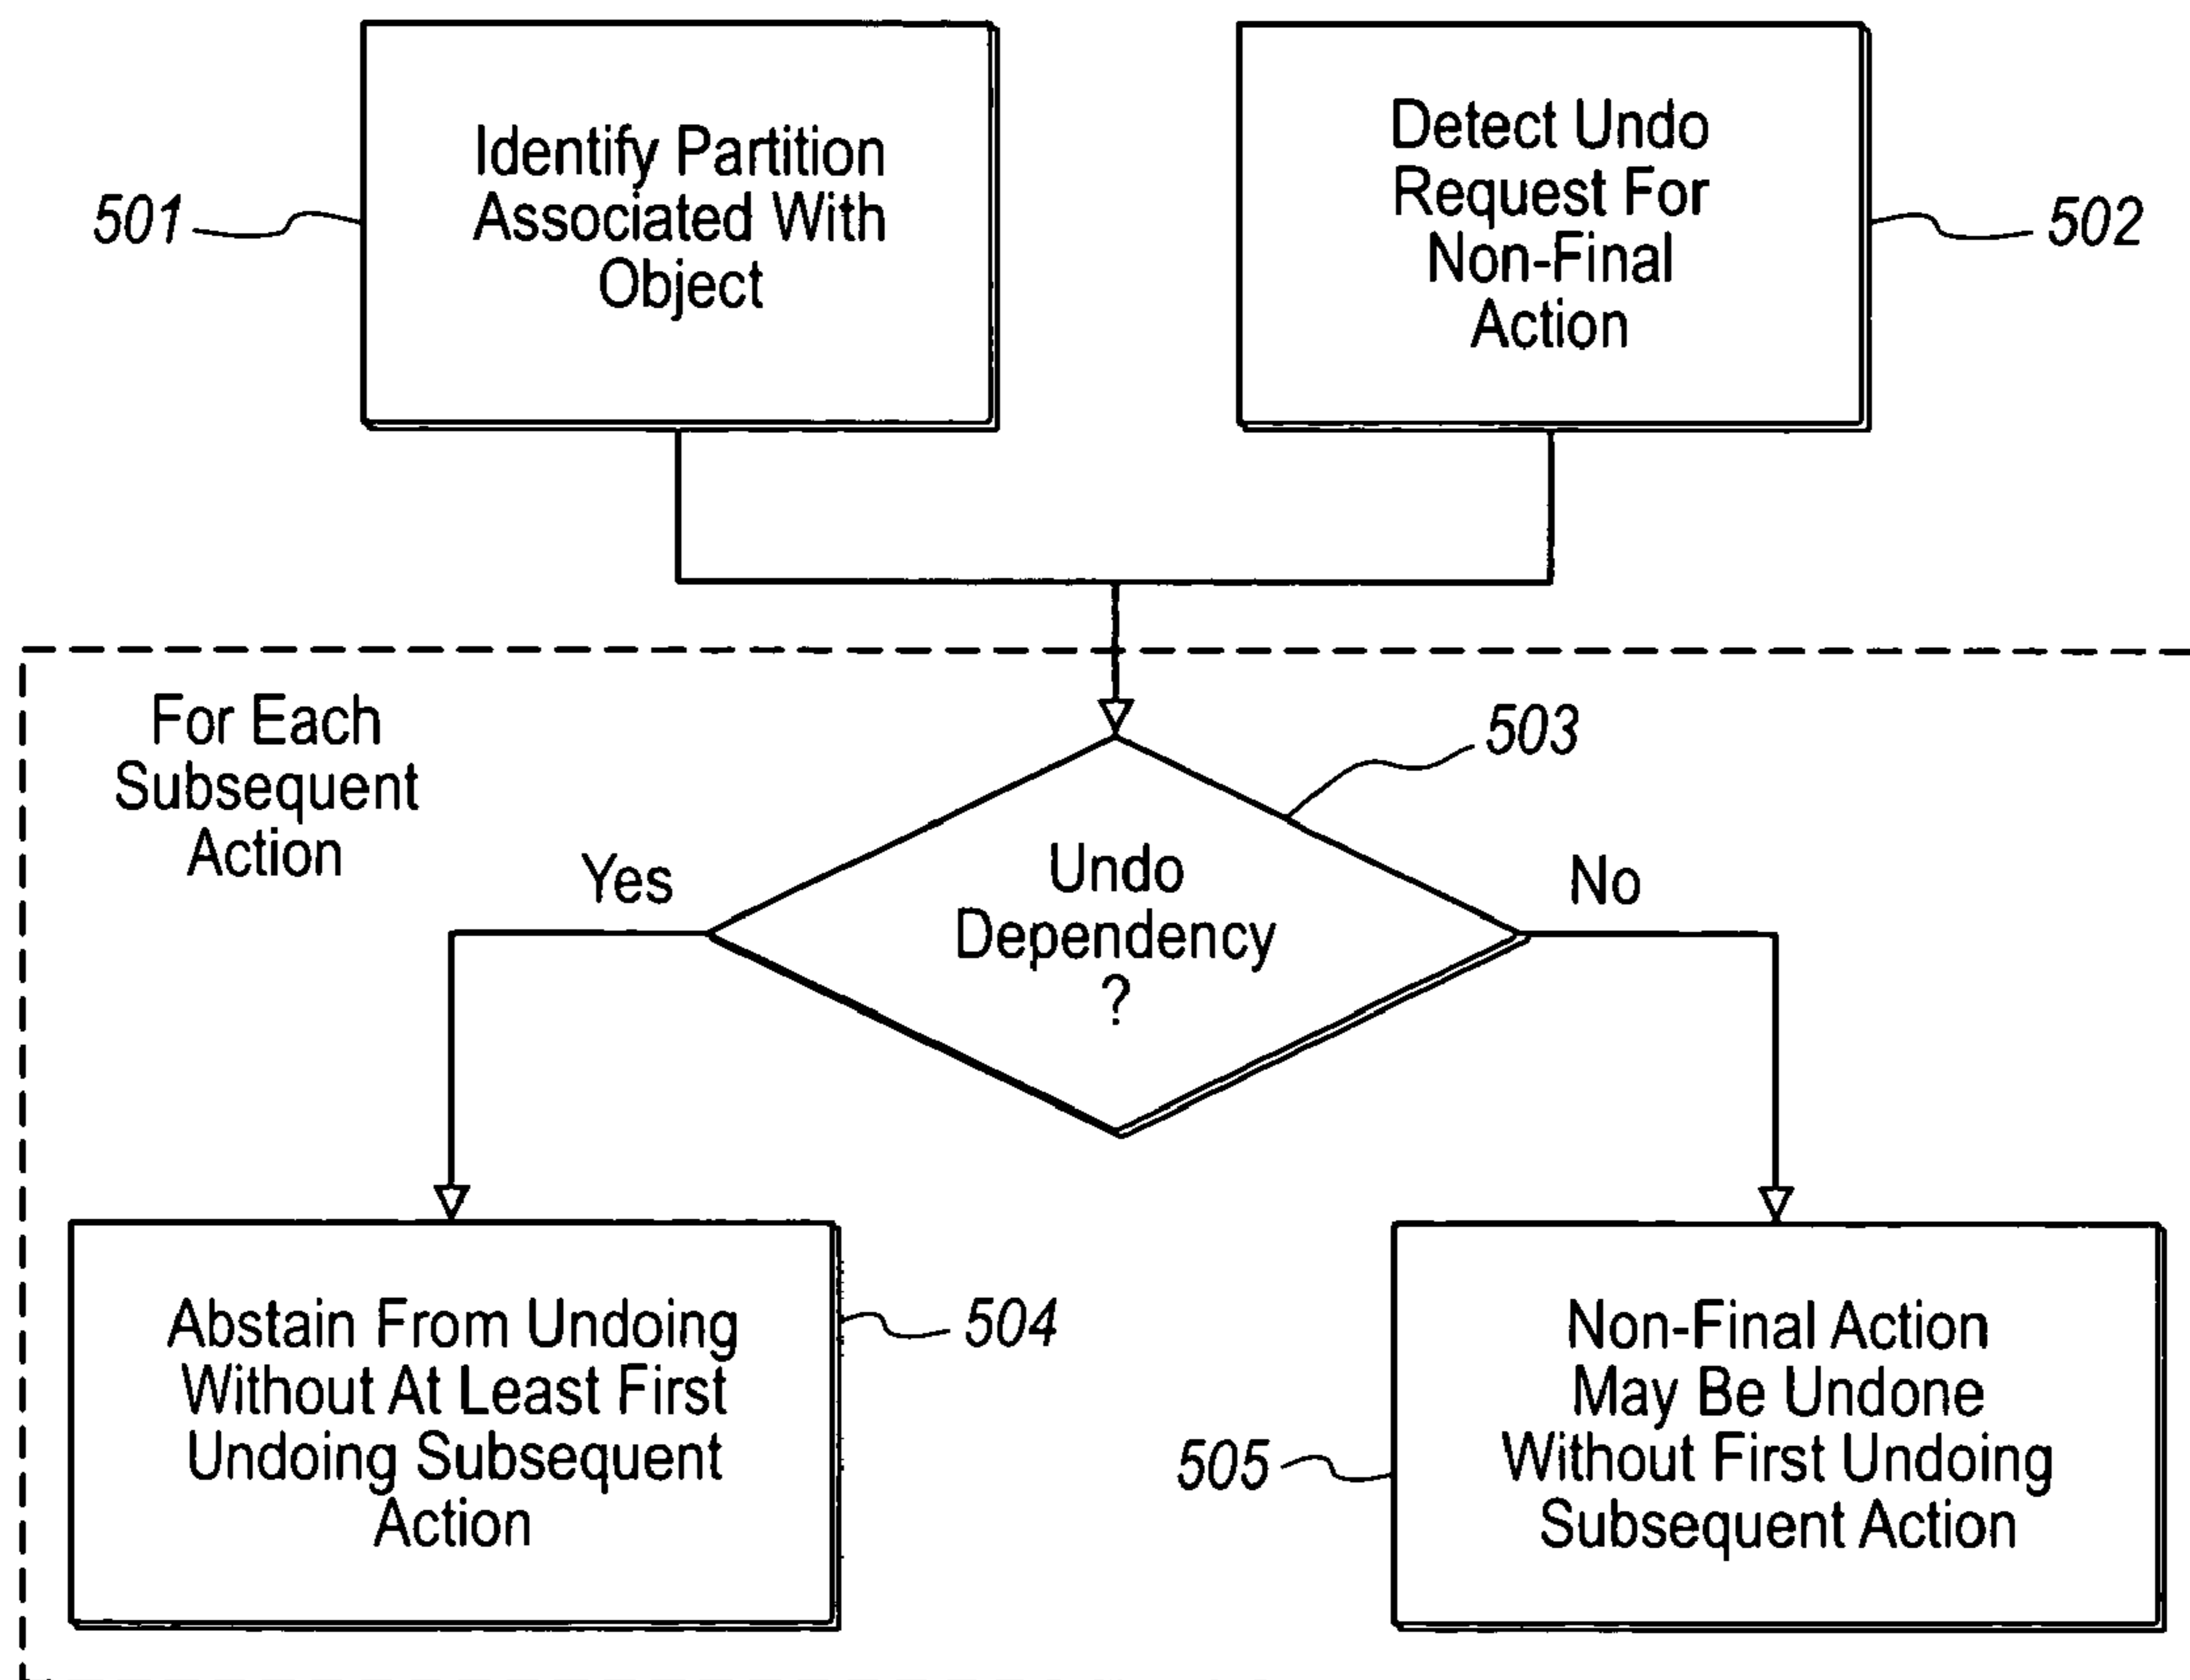 Identify Partition
Associated With
Object
501
Detect Undo
Request For
Non-Final
Action
502
For Each
Subsequent
Action
503
Undo
Dependency
?
Yes
No
Abstain From Undoing
Without At Least First
Undoing Subsequent
Action
504
Non-Final Action
May Be Undone
Without First Undoing
Subsequent Action
505